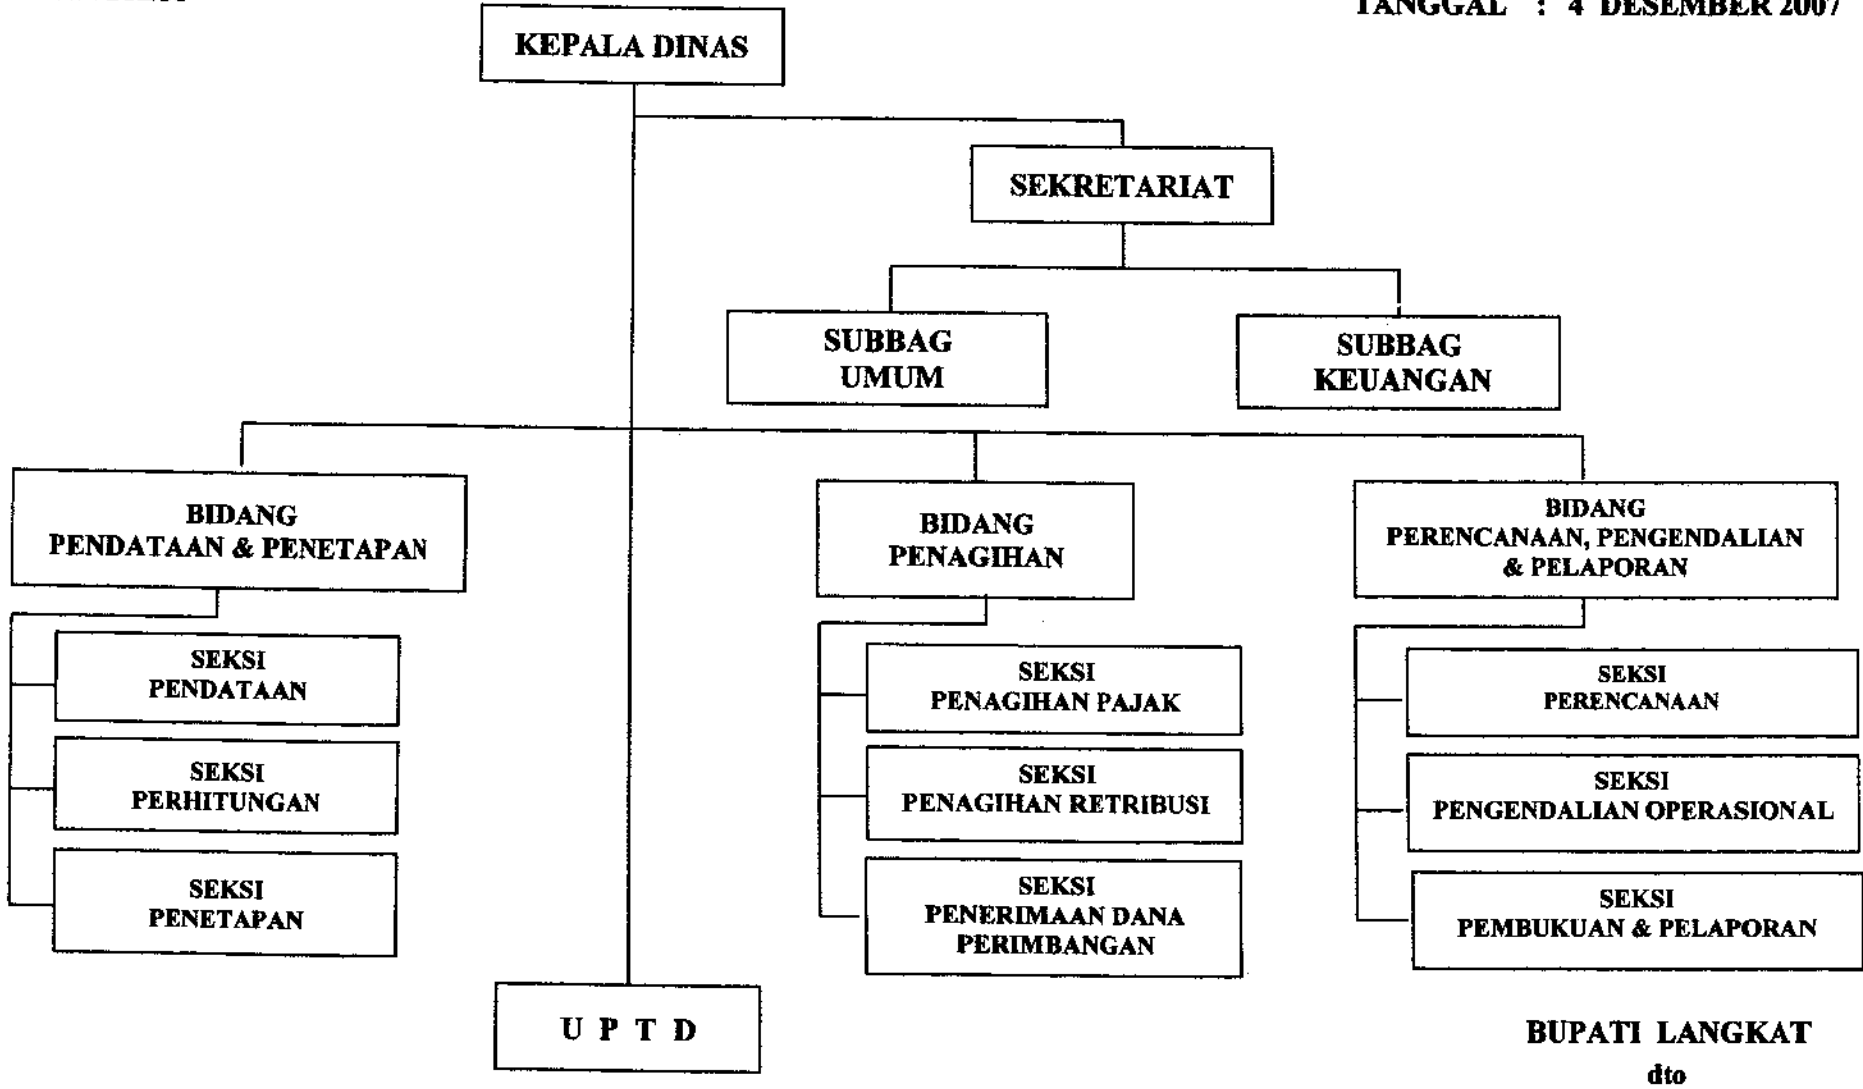 TANGGAL : 4 DESEMBER 2007
KEPALA DINAS
SEKRETARIAT
SUBBAG
UMUM
SUBBAG
KEUANGAN
BIDANG
PENDATAAN & PENETAPAN
BIDANG
PENAGIHAN
BIDANG
PERENCANAAN, PENGENDALIAN
& PELAPORAN
SEKSI
PENDATAAN
SEKSI
PERHITUNGAN
SEKSI
PENETAPAN
SEKSI
PENAGIHAN PAJAK
SEKSI
PENAGIHAN RETRIBUSI
SEKSI
PENERIMAAN DANA
PERIMBANGAN
SEKSI
PERENCANAAN
SEKSI
PENGENDALIAN OPERASIONAL
SEKSI
PEMBUKUAN & PELAPORAN
U P T D
BUPATI LANGKAT
dto